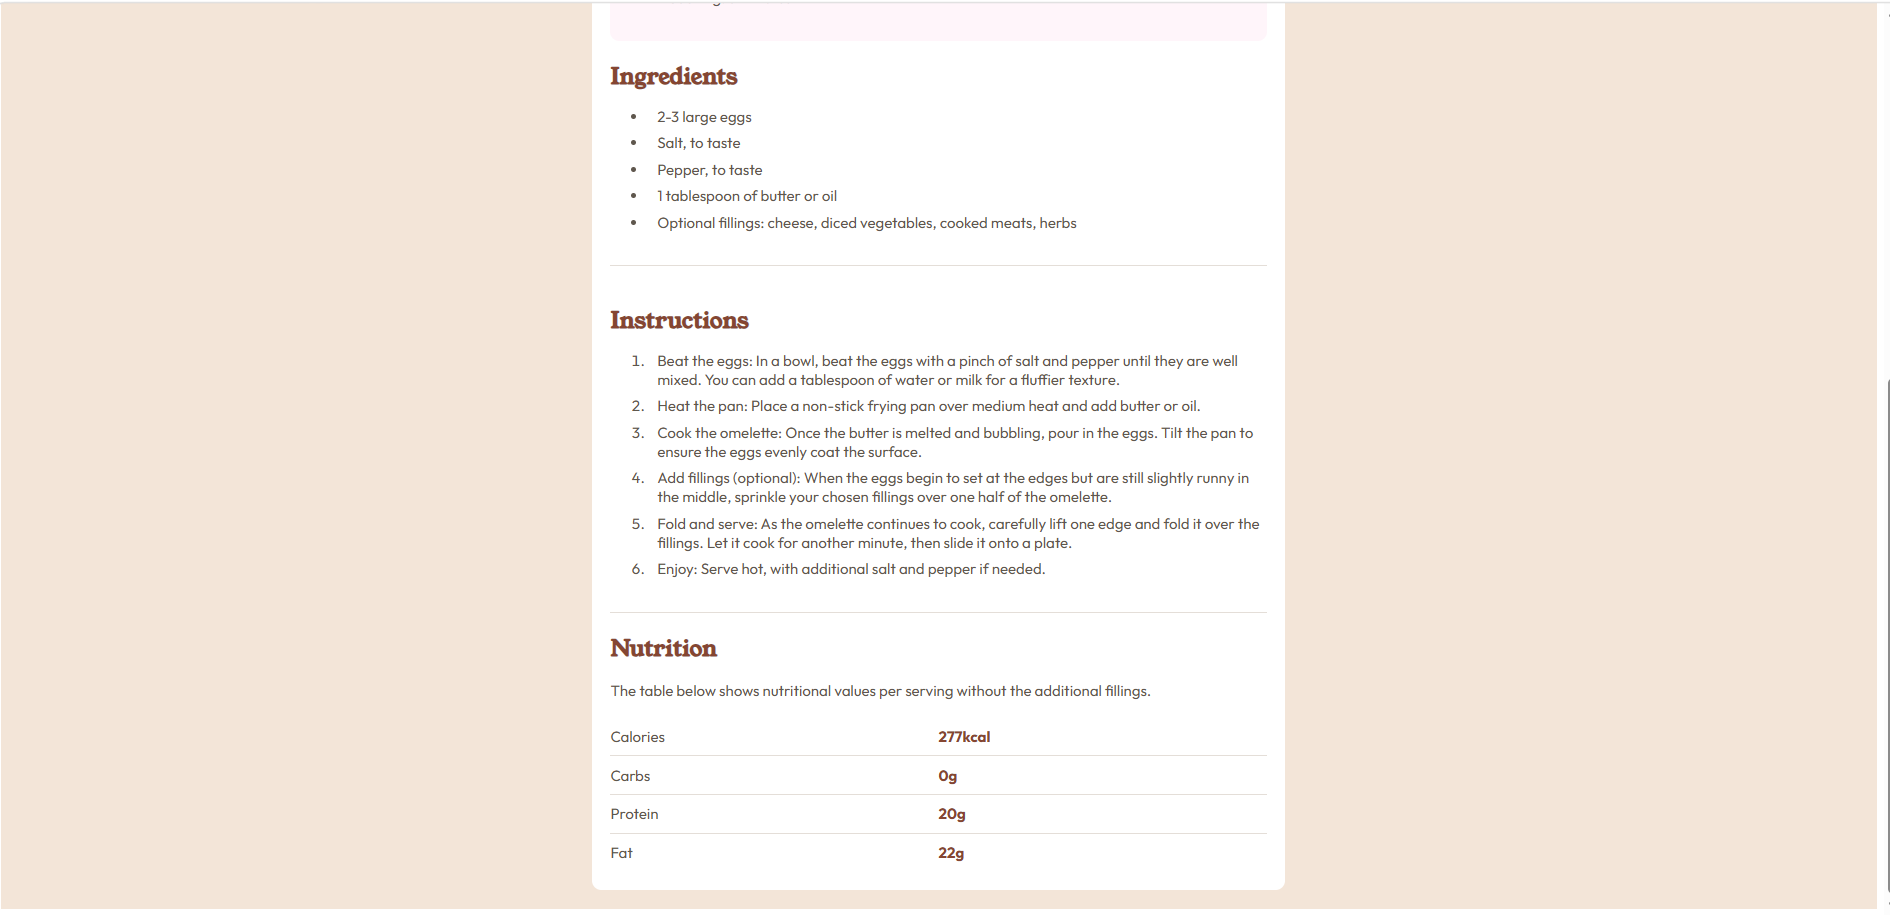 Ingredients
• 2-3 large eggs
• Salt, to taste
• Pepper, to taste
• 1 tablespoon of butter or oil
• Optional fillings: cheese, diced vegetables, cooked meats, herbs
Instructions
1. Beat the eggs: In a bowl, beat the eggs with a pinch of salt and pepper until they are well
mixed. You can add a tablespoon of water or milk for a fluffier texture.
2. Heat the pan: Place a non-stick frying pan over medium heat and add butter or oil.
3. Cook the omelette: Once the butter is melted and bubbling, pour in the eggs. Tilt the pan to
ensure the eggs evenly coat the surface.
4. Add fillings (optional): When the eggs begin to set at the edges but are still slightly runny in
the middle, sprinkle your chosen fillings over one half of the omelette.
5. Fold and serve: As the omelette continues to cook, carefully lift one edge and fold it over the
fillings. Let it cook for another minute, then slide it onto a plate.
6. Enjoy: Serve hot, with additional salt and pepper if needed.
Nutrition
The table below shows nutritional values per serving without the additional fillings.
Calories 277kcal
Carbs 0g
Protein 20g
Fat 22g